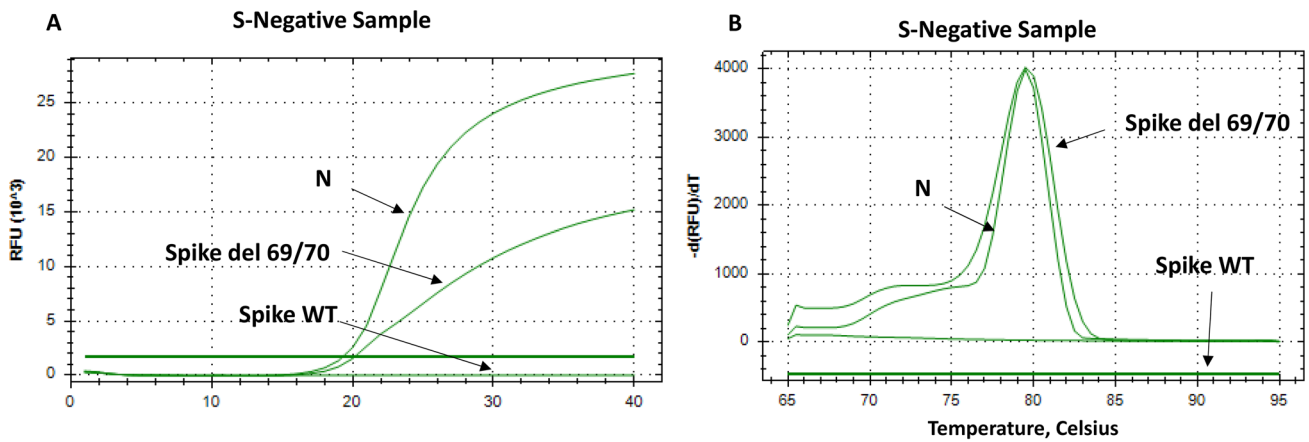 A
S-Negative Sample
RFU (10^3)
25
20
15
10
5
0
N
Spike del 69/70
Spike WT
0
10
20
30
40
B
S-Negative Sample
-d(RFU)/dT
4000
3000
2000
1000
0
Spike del 69/70
N
Spike WT
65
70
75
80
85
90
95
Temperature, Celsius